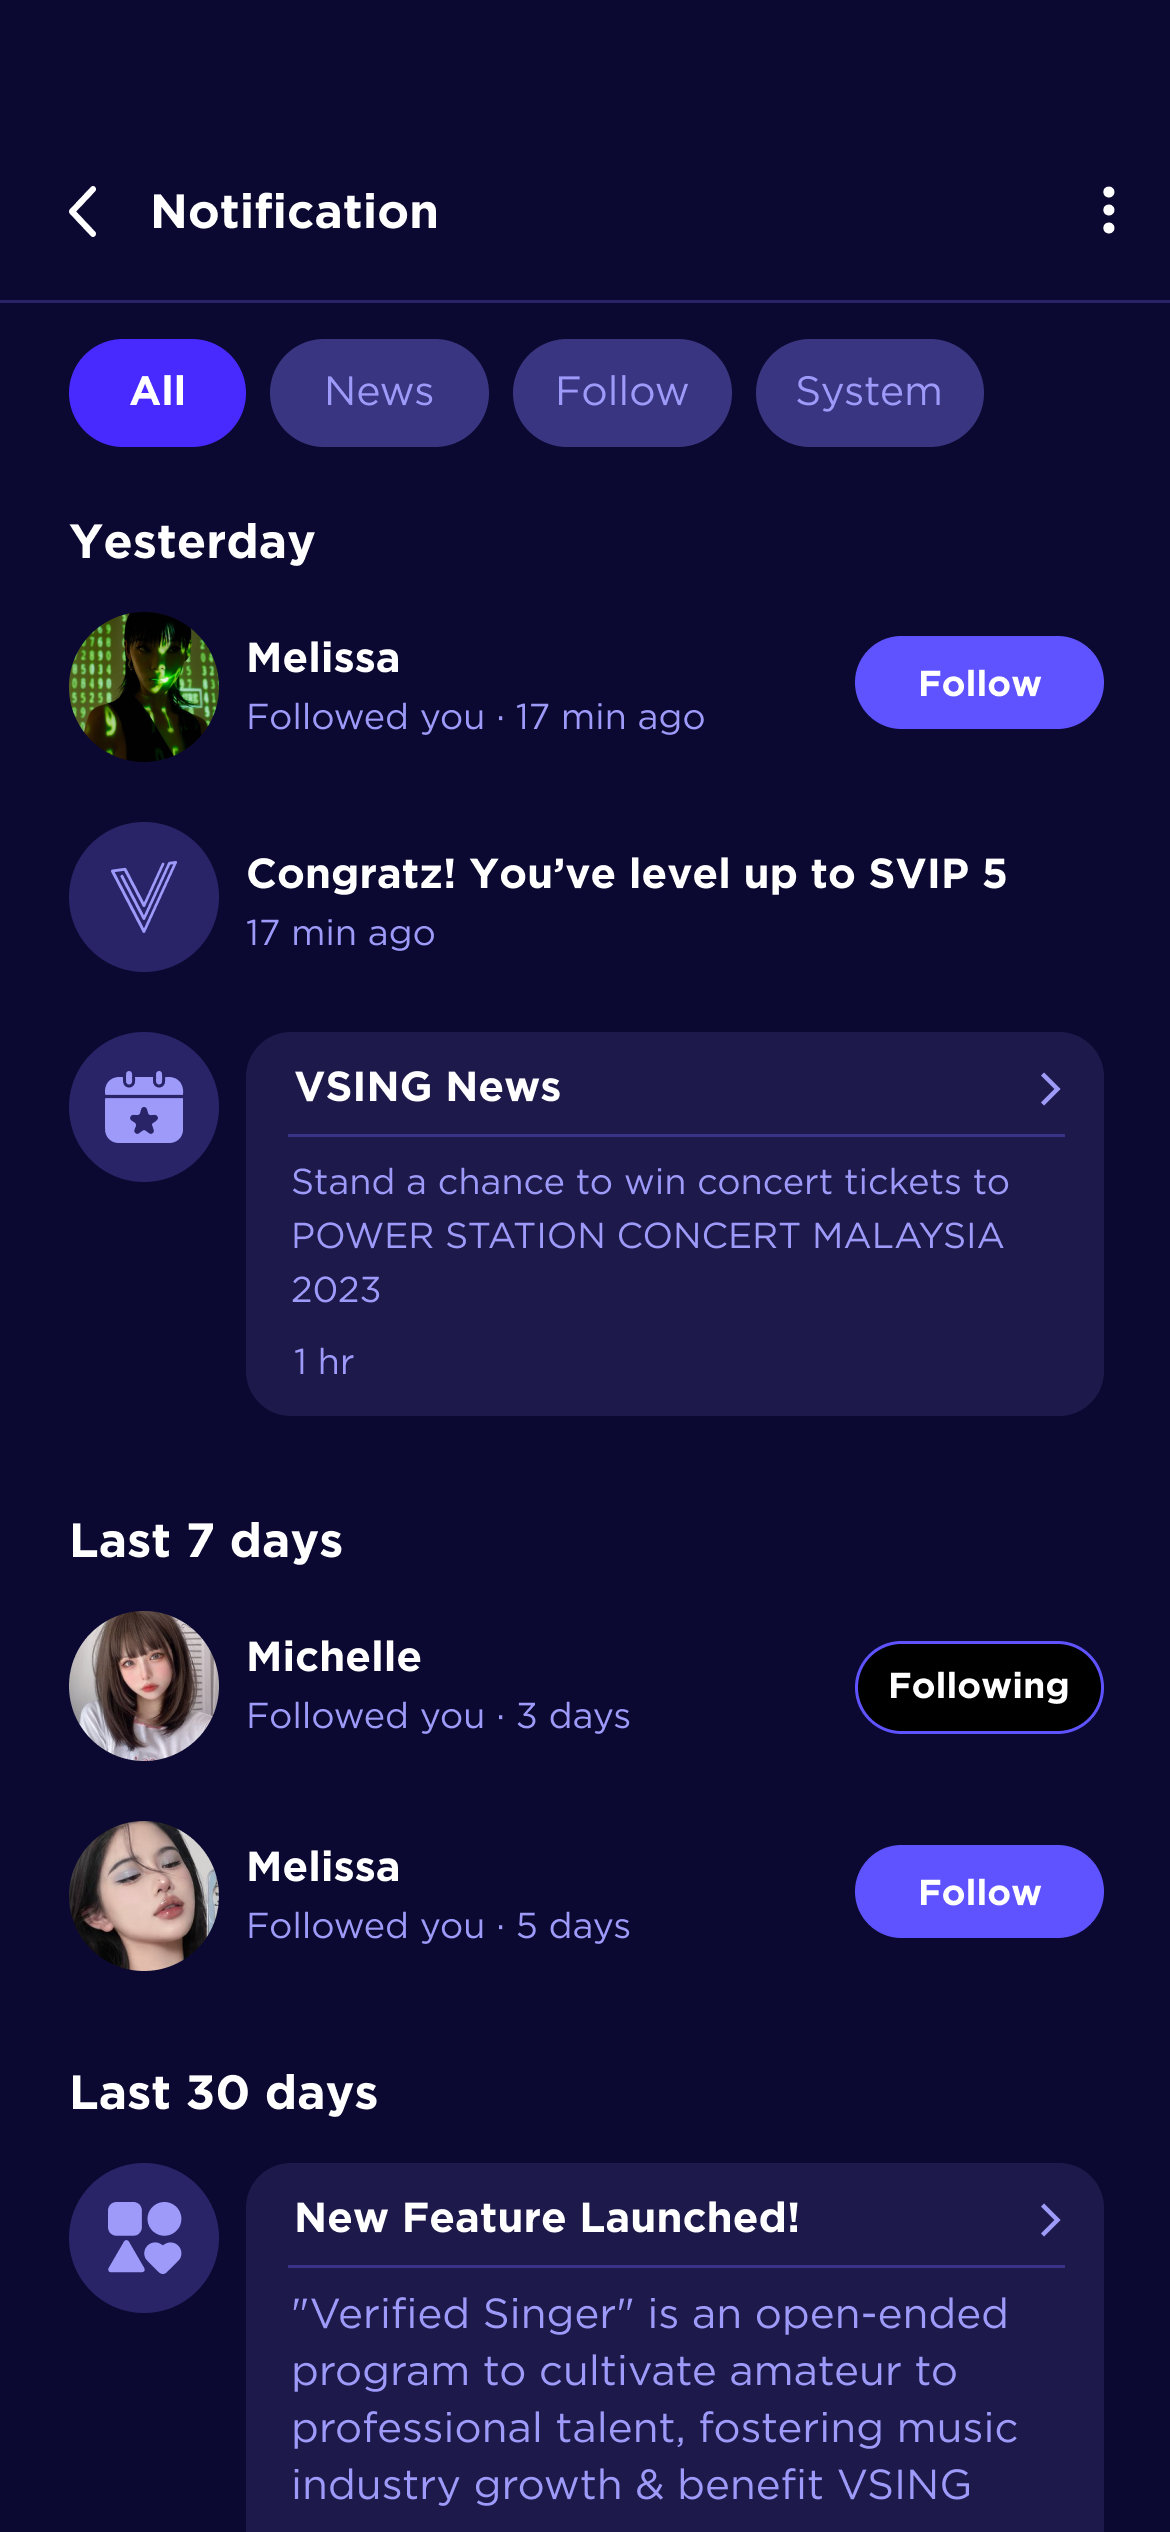 Notification
All
News
Follow
System
Yesterday
Melissa
Followed you · 17 min ago
Follow
Congratz! You’ve level up to SVIP 5
17 min ago
VSING News
Stand a chance to win concert tickets to
POWER STATION CONCERT MALAYSIA
2023
1 hr
Last 7 days
Michelle
Followed you · 3 days
Following
Melissa
Followed you · 5 days
Follow
Last 30 days
New Feature Launched!
"Verified Singer" is an open-ended
program to cultivate amateur to
professional talent, fostering music
industry growth & benefit VSING